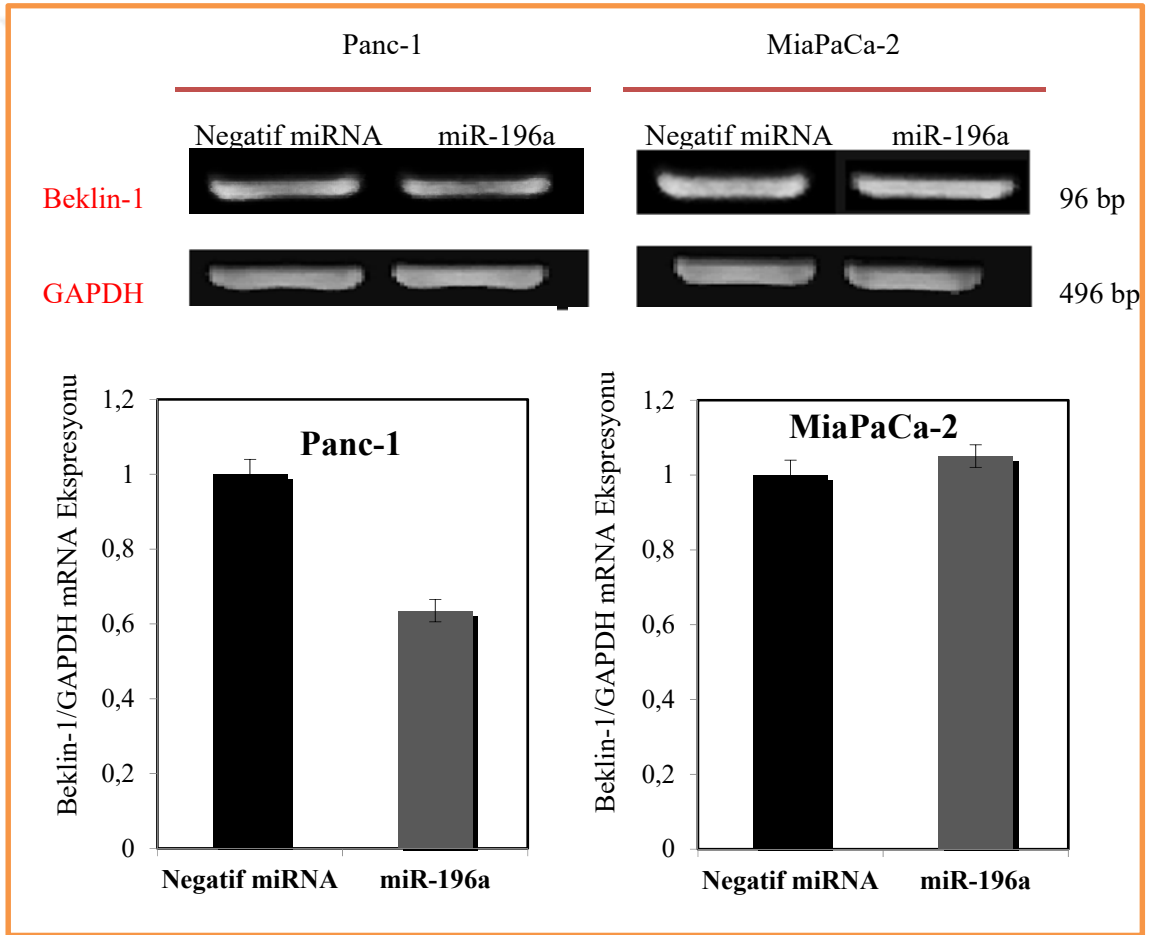 Panc-1 MiaPaCa-2
Negatif miRNA miR-196a Negatif miRNA miR-196a
Beklin-1 96 bp
GAPDH 496 bp
Beklin-1/GAPDH mRNA Ekspresyonu
1,2
1
0,8
0,6
0,4
0,2
0
Panc-1
Negatif miRNA miR-196a
Beklin-1/GAPDH mRNA Ekspresyonu
1,2
1
0,8
0,6
0,4
0,2
0
MiaPaCa-2
Negatif miRNA miR-196a